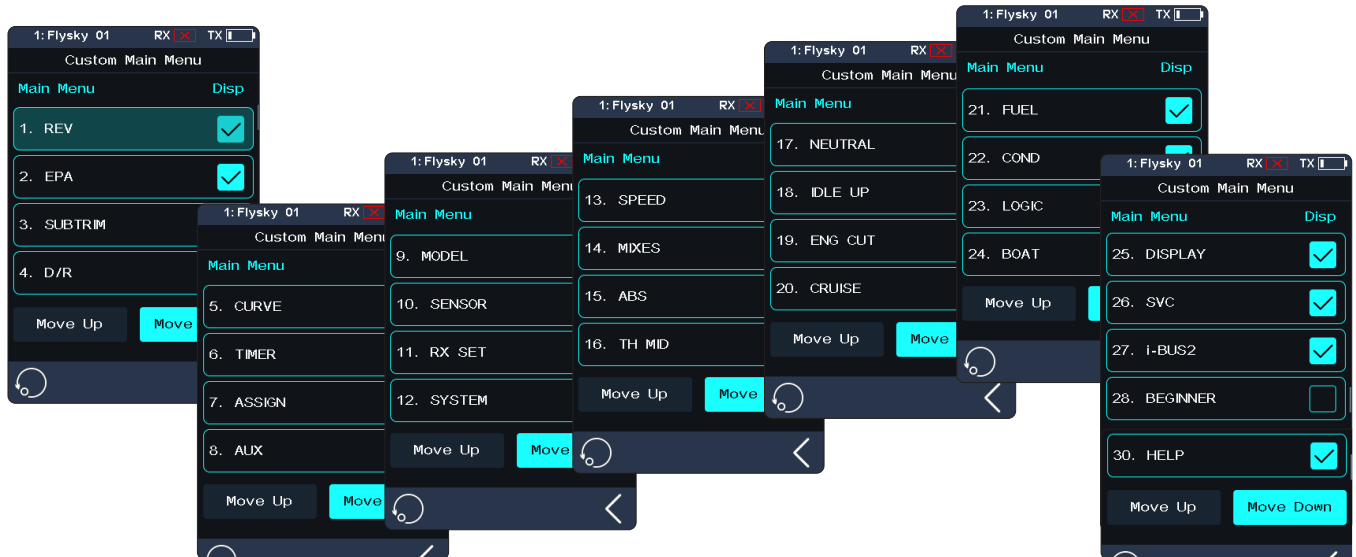 1: Flysky 01 RX TX
Custom Main Menu
Main Menu Disp
1. REV
2. EPA
3. SUBTRIM
4. D/R
Move Up Move
1: Flysky 01 RX
Custom Main Menu
Main Menu
5. CURVE
6. TIMER
7. ASSIGN
8. AUX
Move Up Move
1: Flysky 01 RX
Custom Main Menu
Main Menu
9. MODEL
10. SENSOR
11. RX SET
12. SYSTEM
Move Up Move
1: Flysky 01 RX
Custom Main Menu
Main Menu
13. SPEED
14. MIXES
15. ABS
16. TH MID
Move Up Move
1: Flysky 01 RX
Custom Main Menu
Main Menu
17. NEUTRAL
18. IDLE UP
19. ENG CUT
20. CRUISE
Move Up Move
1: Flysky 01 RX TX
Custom Main Menu
Main Menu Disp
21. FUEL
22. COND
23. LOGIC
24. BOAT
Move Up
1: Flysky 01 RX TX
Custom Main Menu
Main Menu Disp
25. DISPLAY
26. SVC
27. i-BUS2
28. BEGINNER
30. HELP
Move Up Move Down